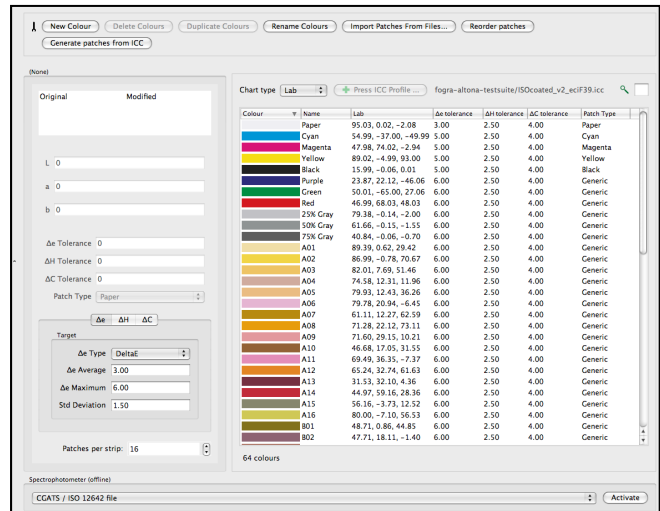 New Colour Delete Colours Duplicate Colours Rename Colours Import Patches From Files... Reorder patches
Generate patches from ICC
(None)
Original Modified
L 0
a 0
b 0
Δe Tolerance 0
ΔH Tolerance 0
ΔC Tolerance 0
Patch Type Paper
Δe ΔH ΔC
Target
Δe Type DeltaE
Δe Average 3.00
Δe Maximum 6.00
Std Deviation 1.50
Patches per strip: 16
Chart type Lab Press ICC Profile ... fogra-altona-testsuite/ISOcoated_v2_eciF39.icc
Colour Name Lab Δe tolerance ΔH tolerance ΔC tolerance Patch Type
Paper 95.03, 0.02, -2.08 3.00 2.50 4.00 Paper
Cyan 54.99, -37.00, -49.99 5.00 2.50 4.00 Cyan
Magenta 47.98, 74.02, -2.94 5.00 2.50 4.00 Magenta
Yellow 89.02, -4.99, 93.00 5.00 2.50 4.00 Yellow
Black 15.99, -0.06, 0.01 5.00 2.50 4.00 Black
Purple 23.87, 22.12, -46.06 6.00 2.50 4.00 Generic
Green 50.01, -65.00, 27.06 6.00 2.50 4.00 Generic
Red 46.99, 68.03, 48.03 6.00 2.50 4.00 Generic
25% Gray 79.38, -0.14, -2.00 6.00 2.50 4.00 Generic
50% Gray 61.66, -0.15, -1.55 6.00 2.50 4.00 Generic
75% Gray 40.84, -0.06, -0.70 6.00 2.50 4.00 Generic
A01 89.39, 0.62, 29.42 6.00 2.50 4.00 Generic
A02 86.99, -0.78, 70.67 6.00 2.50 4.00 Generic
A03 82.01, 7.69, 51.46 6.00 2.50 4.00 Generic
A04 74.58, 12.31, 11.96 6.00 2.50 4.00 Generic
A05 79.93, 12.43, 36.26 6.00 2.50 4.00 Generic
A06 79.78, 20.94, -6.45 6.00 2.50 4.00 Generic
A07 61.11, 12.27, 62.59 6.00 2.50 4.00 Generic
A08 71.28, 22.12, 73.11 6.00 2.50 4.00 Generic
A09 71.60, 29.15, 10.21 6.00 2.50 4.00 Generic
A10 46.68, 17.05, 31.55 6.00 2.50 4.00 Generic
A11 69.49, 36.35, -7.37 6.00 2.50 4.00 Generic
A12 65.24, 32.74, 61.63 6.00 2.50 4.00 Generic
A13 31.53, 32.10, 4.36 6.00 2.50 4.00 Generic
A14 44.97, 59.16, 28.36 6.00 2.50 4.00 Generic
A15 56.16, -3.73, 12.52 6.00 2.50 4.00 Generic
A16 80.00, -7.10, 56.53 6.00 2.50 4.00 Generic
B01 48.71, 0.86, 44.85 6.00 2.50 4.00 Generic
B02 47.71, 18.11, -1.40 6.00 2.50 4.00 Generic
64 colours
Spectrophotometer (offline)
CGATS / ISO 12642 file Activate